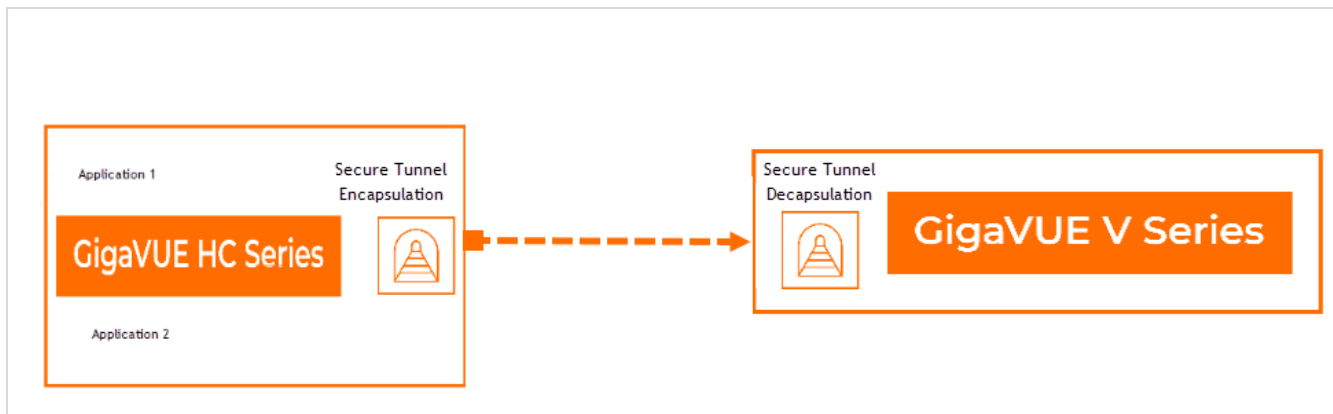 Application 1
Secure Tunnel
Encapsulation
GigaVUE HC Series
Application 2
Secure Tunnel
Decapsulation
GigaVUE V Series